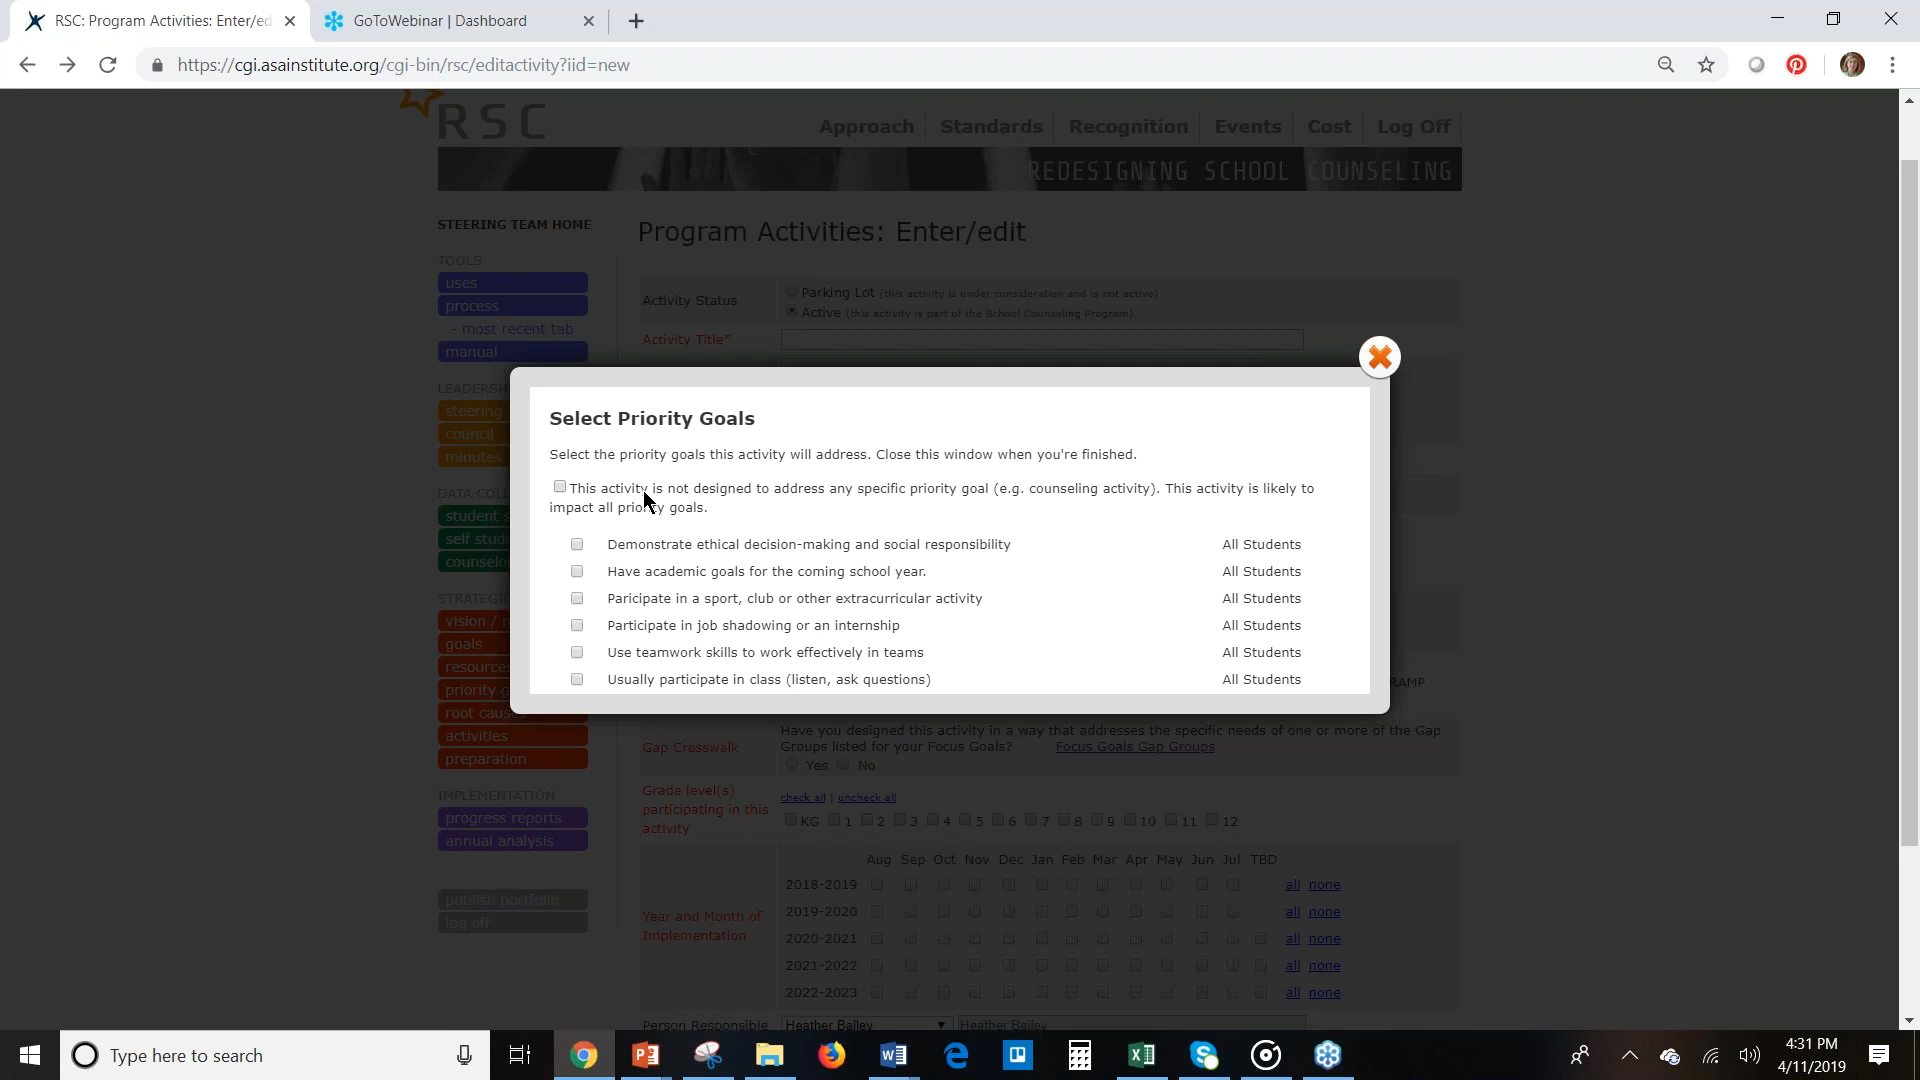 RSC: Program Activities: Enter/ed
GoToWebinar | Dashboard
https://cgi.asainstitute.org/cgi-bin/rsc/editactivity?iid=new
RSC
Approach Standards Recognition Events Cost Log Off
REDESIGNING SCHOOL COUNSELING
STEERING TEAM HOME
TOOLS
uses
process
- most recent tab
manual
steering
council
minutes
student
goals
activities
preparation
IMPLEMENTATION
progress reports
annual analysis
publish portfolio
log off
Program Activities: Enter/edit
Activity Status
Parking Lot (this activity is under consideration and is not active)
Active (this activity is part of the School Counseling Program)
Activity Title*
Select Priority Goals
Select the priority goals this activity will address. Close this window when you're finished.
This activity is not designed to address any specific priority goal (e.g. counseling activity). This activity is likely to
impact all priority goals.
Demonstrate ethical decision-making and social responsibility All Students
Have academic goals for the coming school year. All Students
Paricipate in a sport, club or other extracurricular activity All Students
Participate in job shadowing or an internship All Students
Use teamwork skills to work effectively in teams All Students
Usually participate in class (listen, ask questions) All Students
RAMP
Gap Crosswalk
Have you designed this activity in a way that addresses the specific needs of one or more of the Gap
Groups listed for your Focus Goals? Focus Goals Gap Groups
Yes No
Grade level(s)
participating in this
activity
check all | uncheck all
KG 1 2 3 4 5 6 7 8 9 10 11 12
Year and Month of
Implementation
Aug Sep Oct Nov Dec Jan Feb Mar Apr May Jun Jul TBD
2018-2019 all none
2019-2020 all none
2020-2021 all none
2021-2022 all none
2022-2023 all none
Person Responsible Heather Bailey Heather Bailey
Type here to search
4:31 PM
4/11/2019